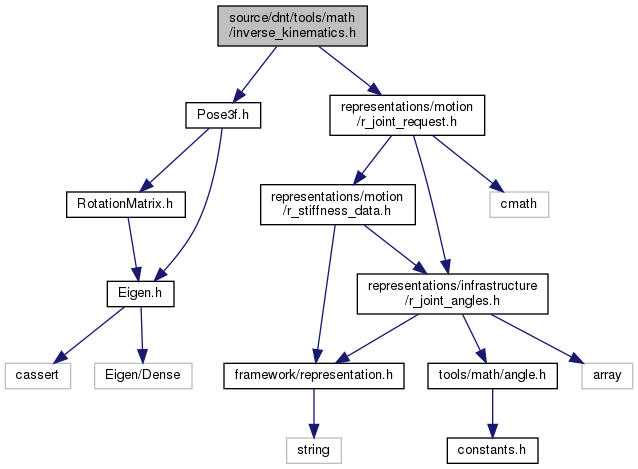 source/dnt/tools/math
/inverse_kinematics.h
Pose3f.h
representations/motion
/r_joint_request.h
RotationMatrix.h
representations/motion
/r_stiffness_data.h
cmath
Eigen.h
representations/infrastructure
/r_joint_angles.h
cassert
Eigen/Dense
framework/representation.h
tools/math/angle.h
array
string
constants.h